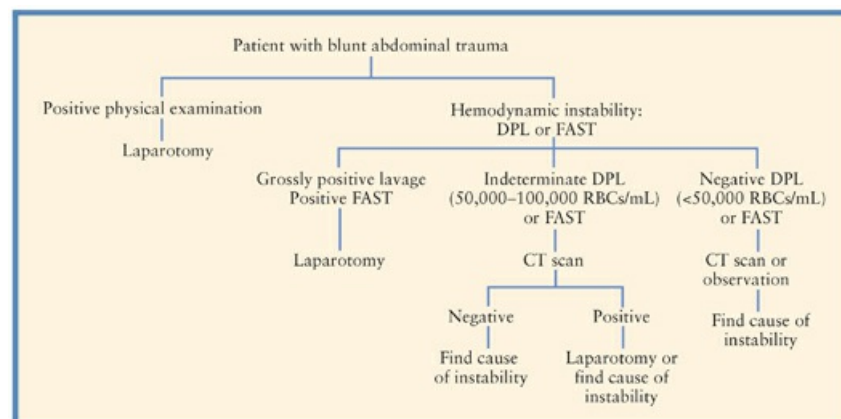 Patient with blunt abdominal trauma
Positive physical examination
Laparotomy
Hemodynamic instability:
DPL or FAST
Grossly positive lavage
Positive FAST
Laparotomy
Indeterminate DPL
(50,000–100,000 RBCs/mL)
or FAST
CT scan
Negative
Find cause
of instability
Positive
Laparotomy or
find cause of
instability
Negative DPL
(<50,000 RBCs/mL)
or FAST
CT scan or
observation
Find cause of
instability